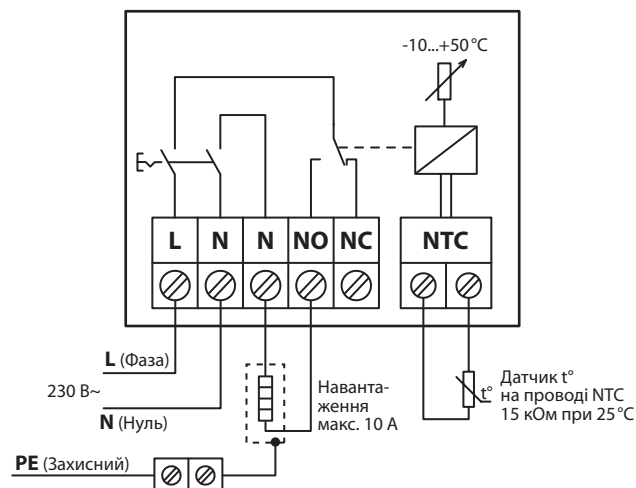 -10...+50 °C
L N N NO NC NTC
L (Фаза)
230 В~
N (Нуль)
PE (Захисний)
Наванта-
ження
макс. 10 А
t°
Датчик t°
на проводі NTC
15 кОм при 25 °C